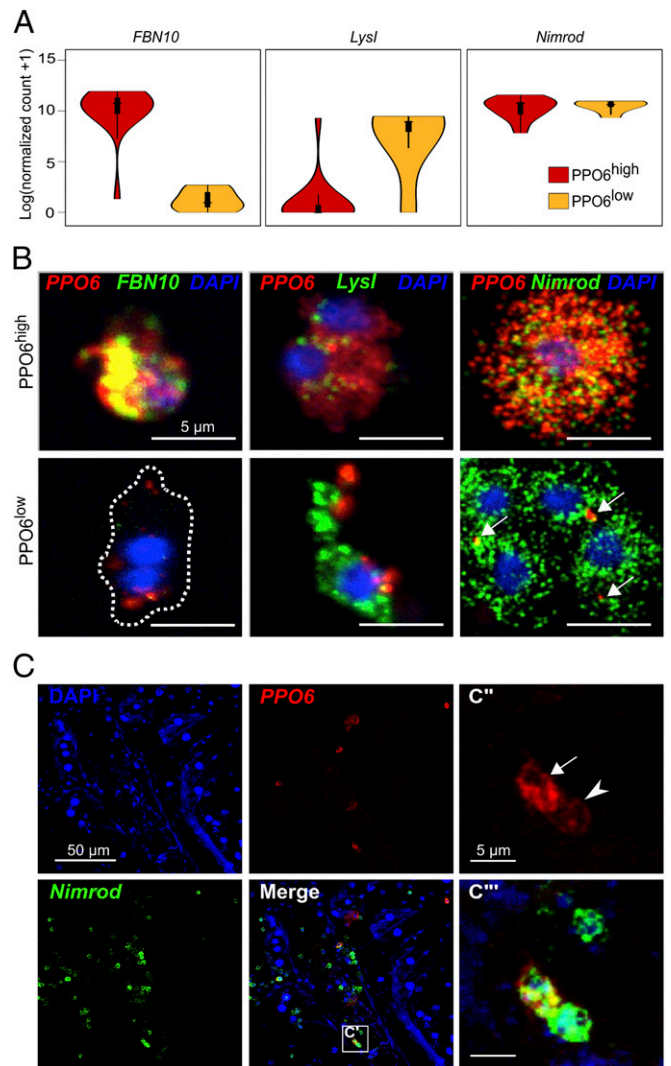 A
FBN10 LysI Nimrod
Log(normalized count +1)
15
10
5
0
PPO6high
PPO6low
B
PPO6 FBN10 DAPI PPO6 LysI DAPI PPO6 Nimrod DAPI
PPO6high
5 µm
PPO6low
C
DAPI PPO6 C''
50 µm 5 µm
Nimrod Merge C'''
C'